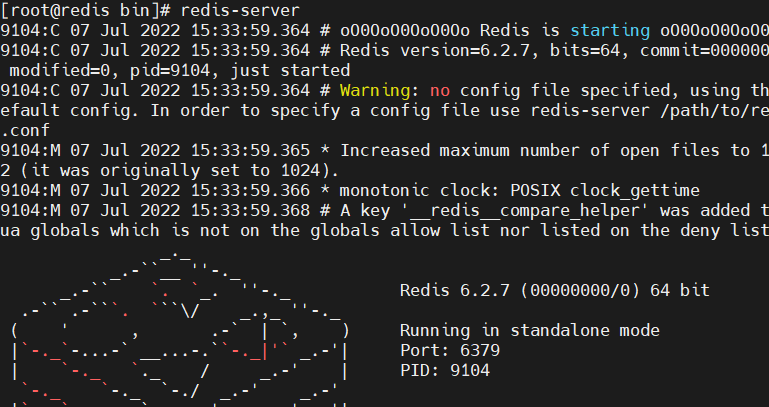 [root@redis bin]# redis-server
9104:C 07 Jul 2022 15:33:59.364 # oO0OoO0OoO0Oo Redis is starting oO0OoO0OoO0
9104:C 07 Jul 2022 15:33:59.364 # Redis version=6.2.7, bits=64, commit=000000
modified=0, pid=9104, just started
9104:C 07 Jul 2022 15:33:59.364 # Warning: no config file specified, using th
efault config. In order to specify a config file use redis-server /path/to/re
.conf
9104:M 07 Jul 2022 15:33:59.365 * Increased maximum number of open files to 1
2 (it was originally set to 1024).
9104:M 07 Jul 2022 15:33:59.366 * monotonic clock: POSIX clock_gettime
9104:M 07 Jul 2022 15:33:59.368 # A key '__redis__compare_helper' was added t
ua globals which is not on the globals allow list nor listed on the deny list
Redis 6.2.7 (00000000/0) 64 bit
Running in standalone mode
Port: 6379
PID: 9104